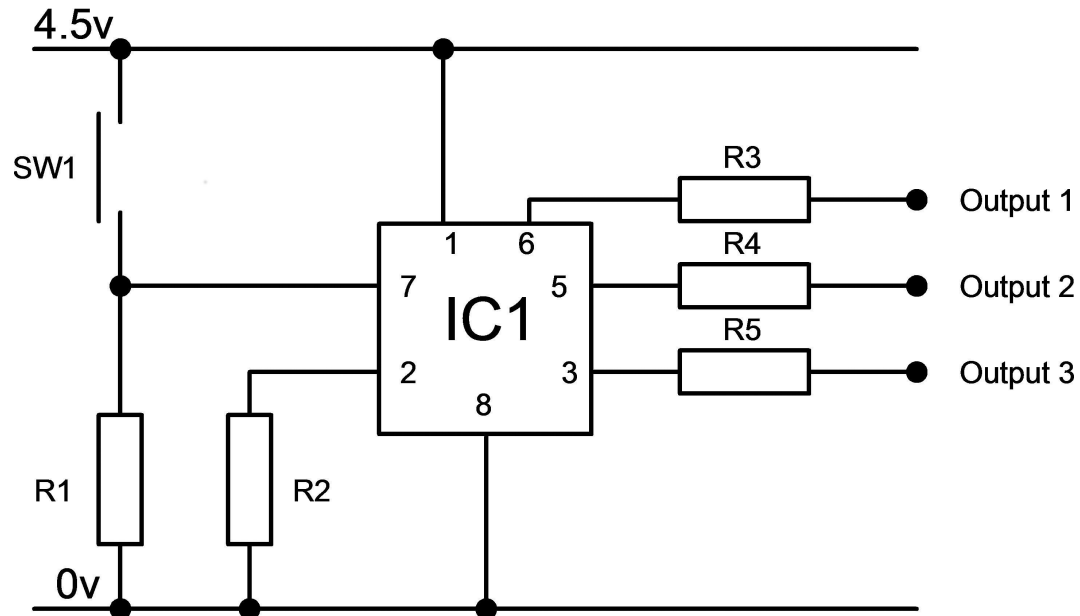 4.5v
SW1
R3
Output 1
1 6
R4
7 5
Output 2
IC1
R5
2 3
Output 3
8
R1
R2
0v